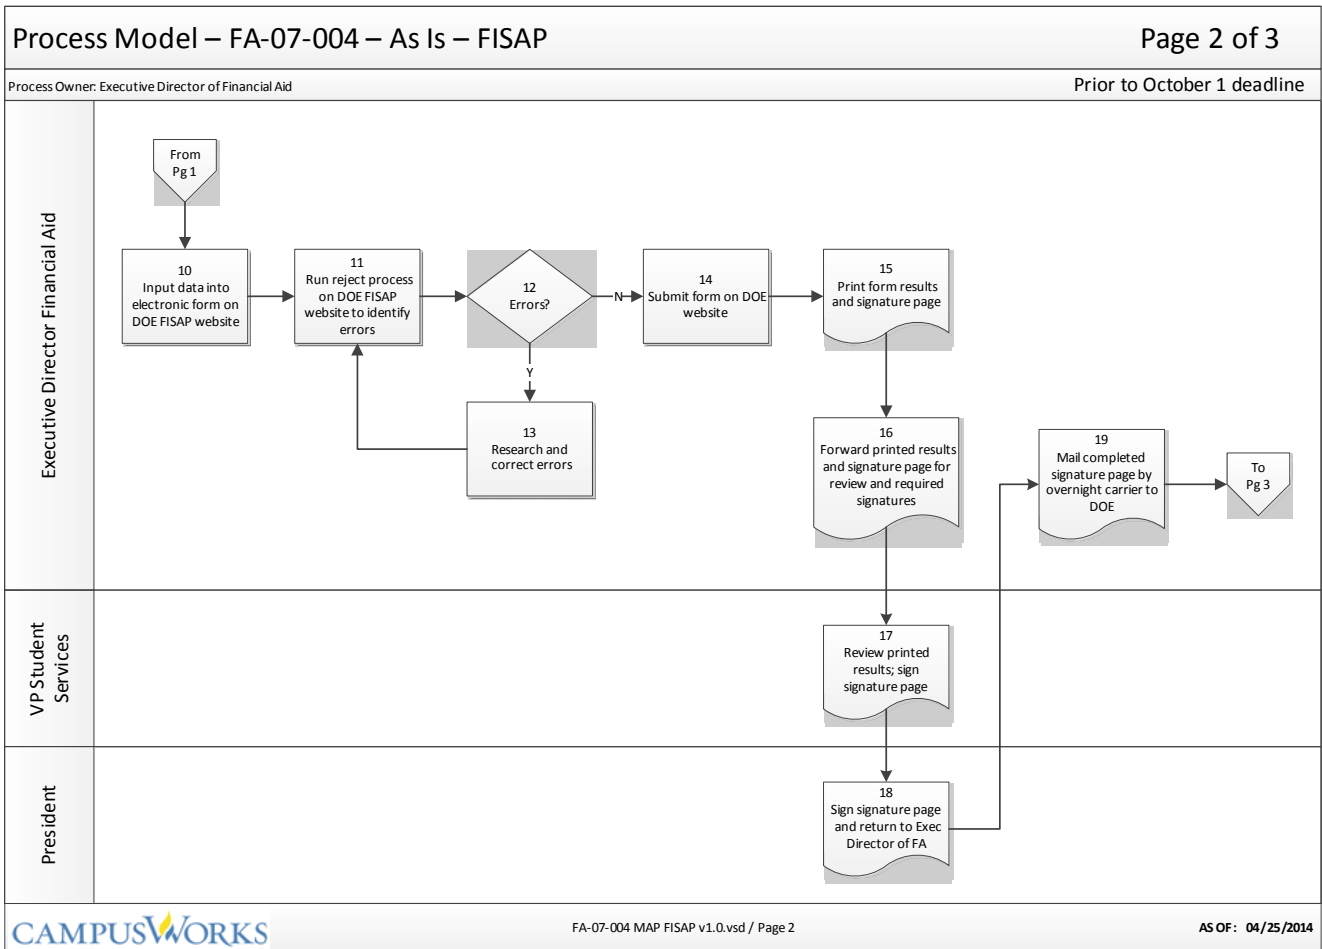 Process Model – FA-07-004 – As Is – FISAP
Page 2 of 3
Process Owner: Executive Director of Financial Aid
Prior to October 1 deadline
Executive Director Financial Aid
From
Pg 1
10
Input data into
electronic form on
DOE FISAP website
11
Run reject process
on DOE FISAP
website to identify
errors
12
Errors?
N
Y
13
Research and
correct errors
14
Submit form on DOE
website
15
Print form results
and signature page
16
Forward printed results
and signature page for
review and required
signatures
19
Mail completed
signature page by
overnight carrier to
DOE
To
Pg 3
VP Student
Services
17
Review printed
results; sign
signature page
President
18
Sign signature page
and return to Exec
Director of FA
CAMPUSWORKS
FA-07-004 MAP FISAP v1.0.vsd / Page 2
AS OF: 04/25/2014